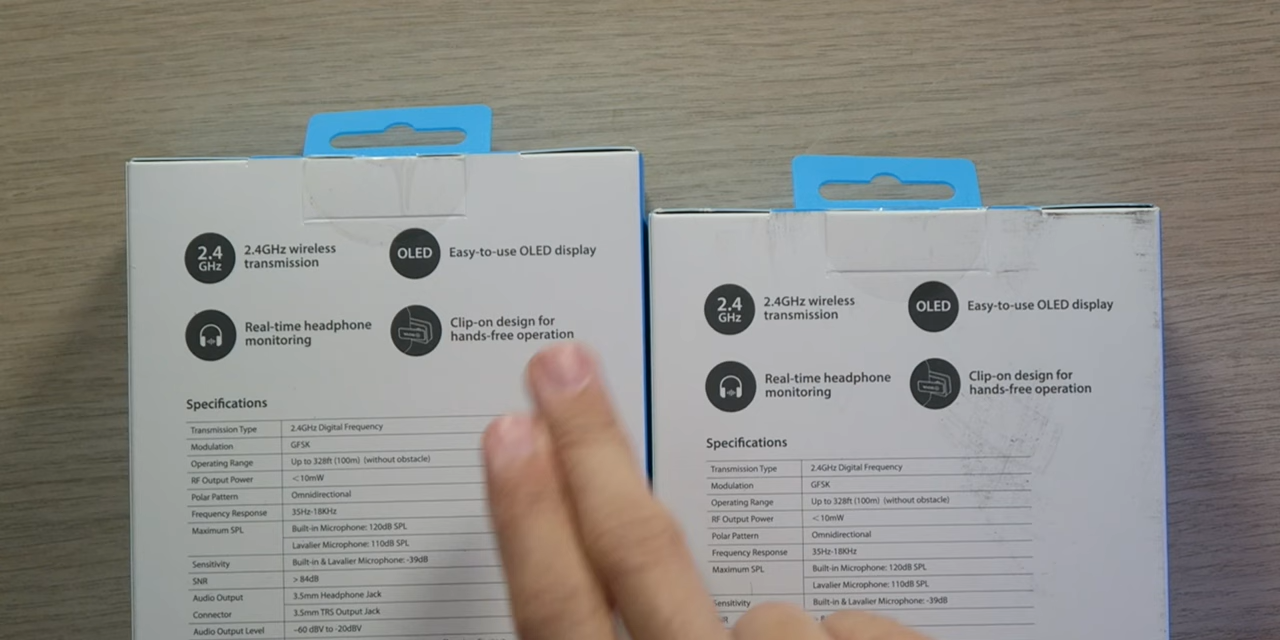 2.4
GHz
2.4GHz wireless
transmission
OLED
Easy-to-use OLED display
Real-time headphone
monitoring
Clip-on design for
hands-free operation
Specifications
Transmission Type 2.4GHz Digital Frequency
Modulation GFSK
Operating Range Up to 328ft (100m) (without obstacle)
RF Output Power <10mW
Polar Pattern Omnidirectional
Frequency Response 35Hz-18KHz
Maximum SPL Built-in Microphone: 120dB SPL
Lavalier Microphone: 110dB SPL
Sensitivity Built-in & Lavalier Microphone: -39dB
SNR > 84dB
Audio Output 3.5mm Headphone Jack
Connector 3.5mm TRS Output Jack
Audio Output Level -60 dBV to -20dBV
2.4
GHz
2.4GHz wireless
transmission
OLED
Easy-to-use OLED display
Real-time headphone
monitoring
Clip-on design for
hands-free operation
Specifications
Transmission Type 2.4GHz Digital Frequency
Modulation GFSK
Operating Range Up to 328ft (100m) (without obstacle)
RF Output Power <10mW
Polar Pattern Omnidirectional
Frequency Response 35Hz-18KHz
Maximum SPL Built-in Microphone: 120dB SPL
Lavalier Microphone: 110dB SPL
Sensitivity Built-in & Lavalier Microphone: -39dB